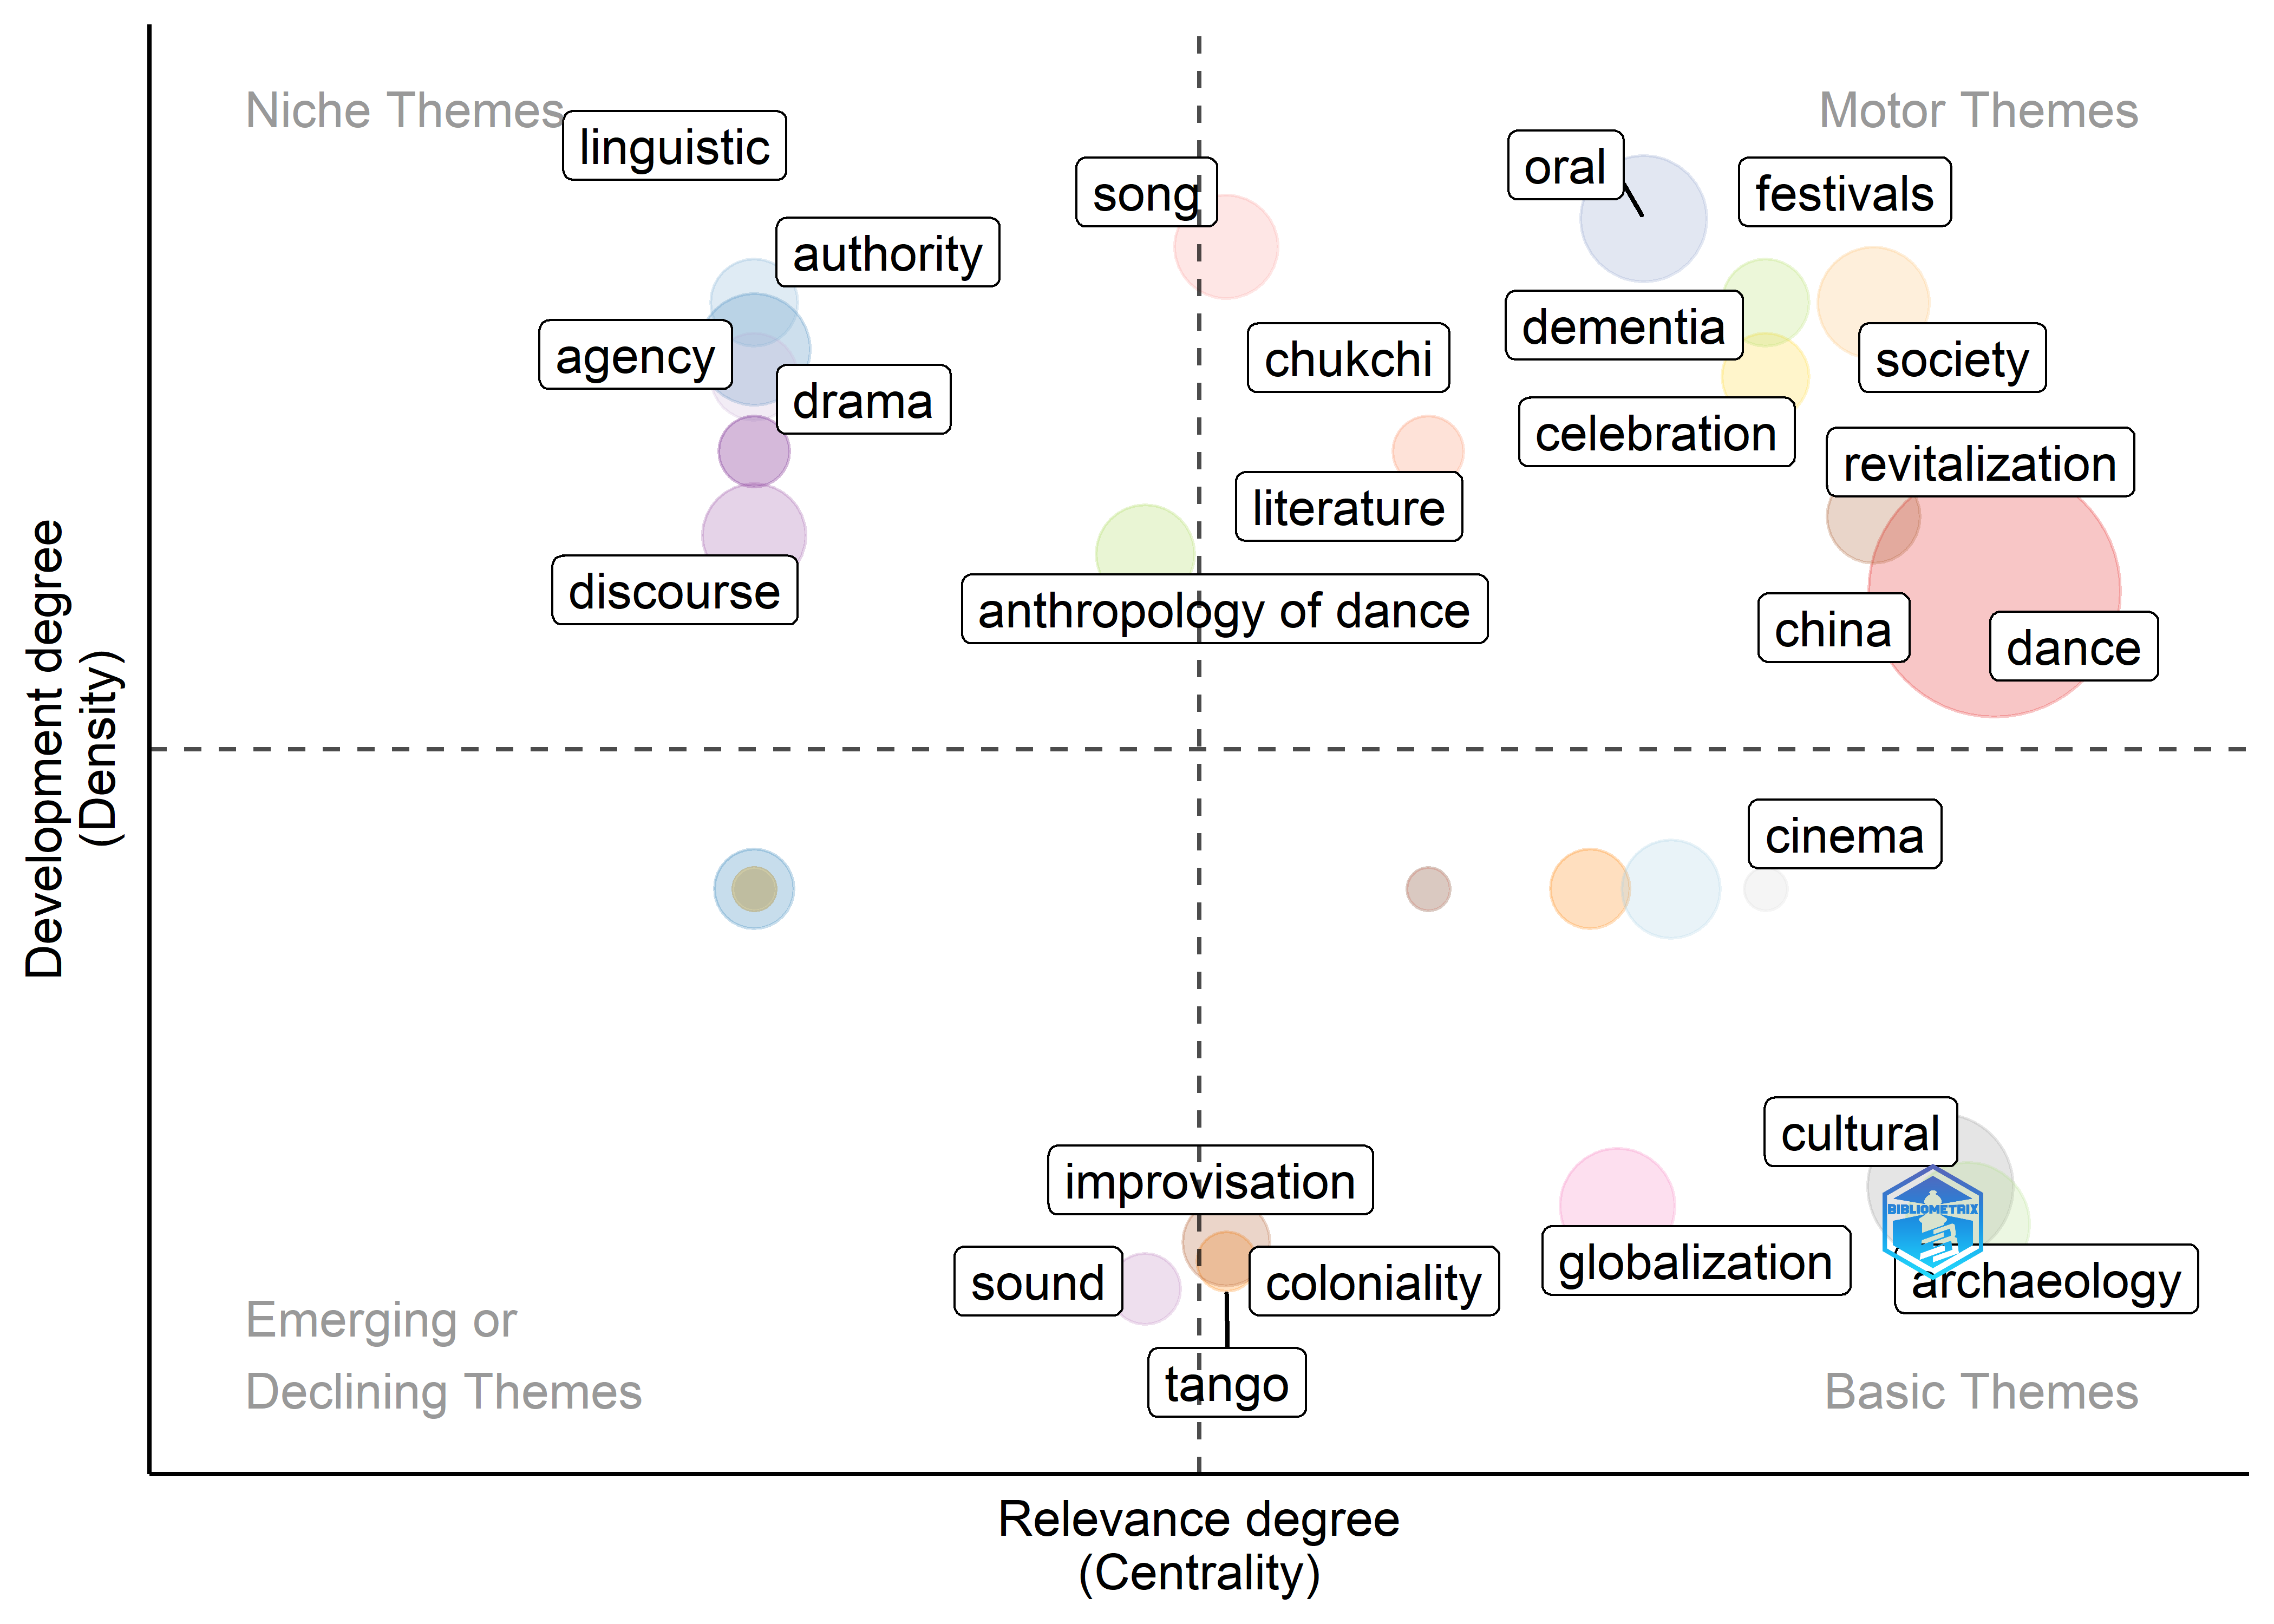 Niche Themes
Motor Themes
linguistic
oral
song
festivals
authority
dementia
agency
chukchi
society
drama
celebration
revitalization
literature
discourse
anthropology of dance
china
dance
Development degree
(Density)
cinema
cultural
improvisation
BIBLIOMETRIX
globalization
sound
coloniality
archaeology
Emerging or
Declining Themes
tango
Basic Themes
Relevance degree
(Centrality)